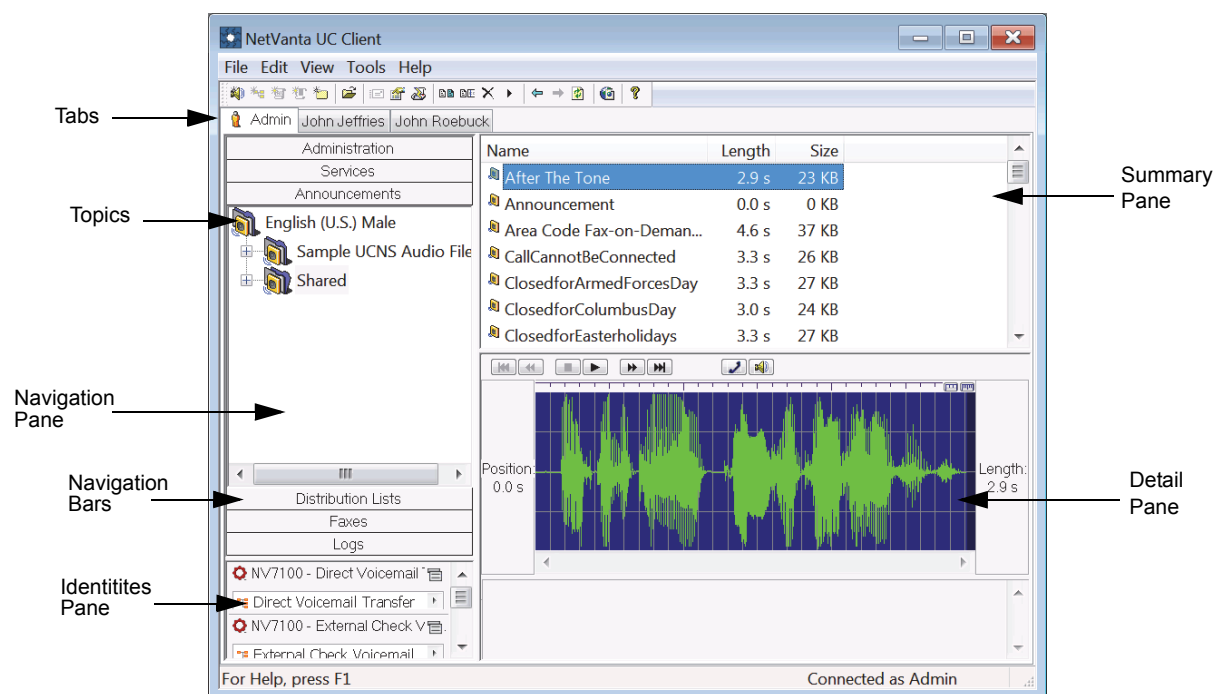 NetVanta UC Client
File Edit View Tools Help
Tabs
Admin John Jeffries John Roebuck
Administration
Services
Announcements
Topics
English (U.S.) Male
Sample UCNS Audio File
Shared
Navigation
Pane
Navigation
Bars
Distribution Lists
Faxes
Logs
Identitites
Pane
NV7100 - Direct Voicemail
Direct Voicemail Transfer
NV7100 - External Check V
External Check Voicemail
Name Length Size
After The Tone 2.9 s 23 KB
Announcement 0.0 s 0 KB
Area Code Fax-on-Deman... 4.6 s 37 KB
CallCannotBeConnected 3.3 s 26 KB
ClosedforArmedForcesDay 3.3 s 27 KB
ClosedforColumbusDay 3.0 s 24 KB
ClosedforEasterholidays 3.3 s 27 KB
Summary
Pane
Position:
0.0 s
Length:
2.9 s
Detail
Pane
For Help, press F1
Connected as Admin